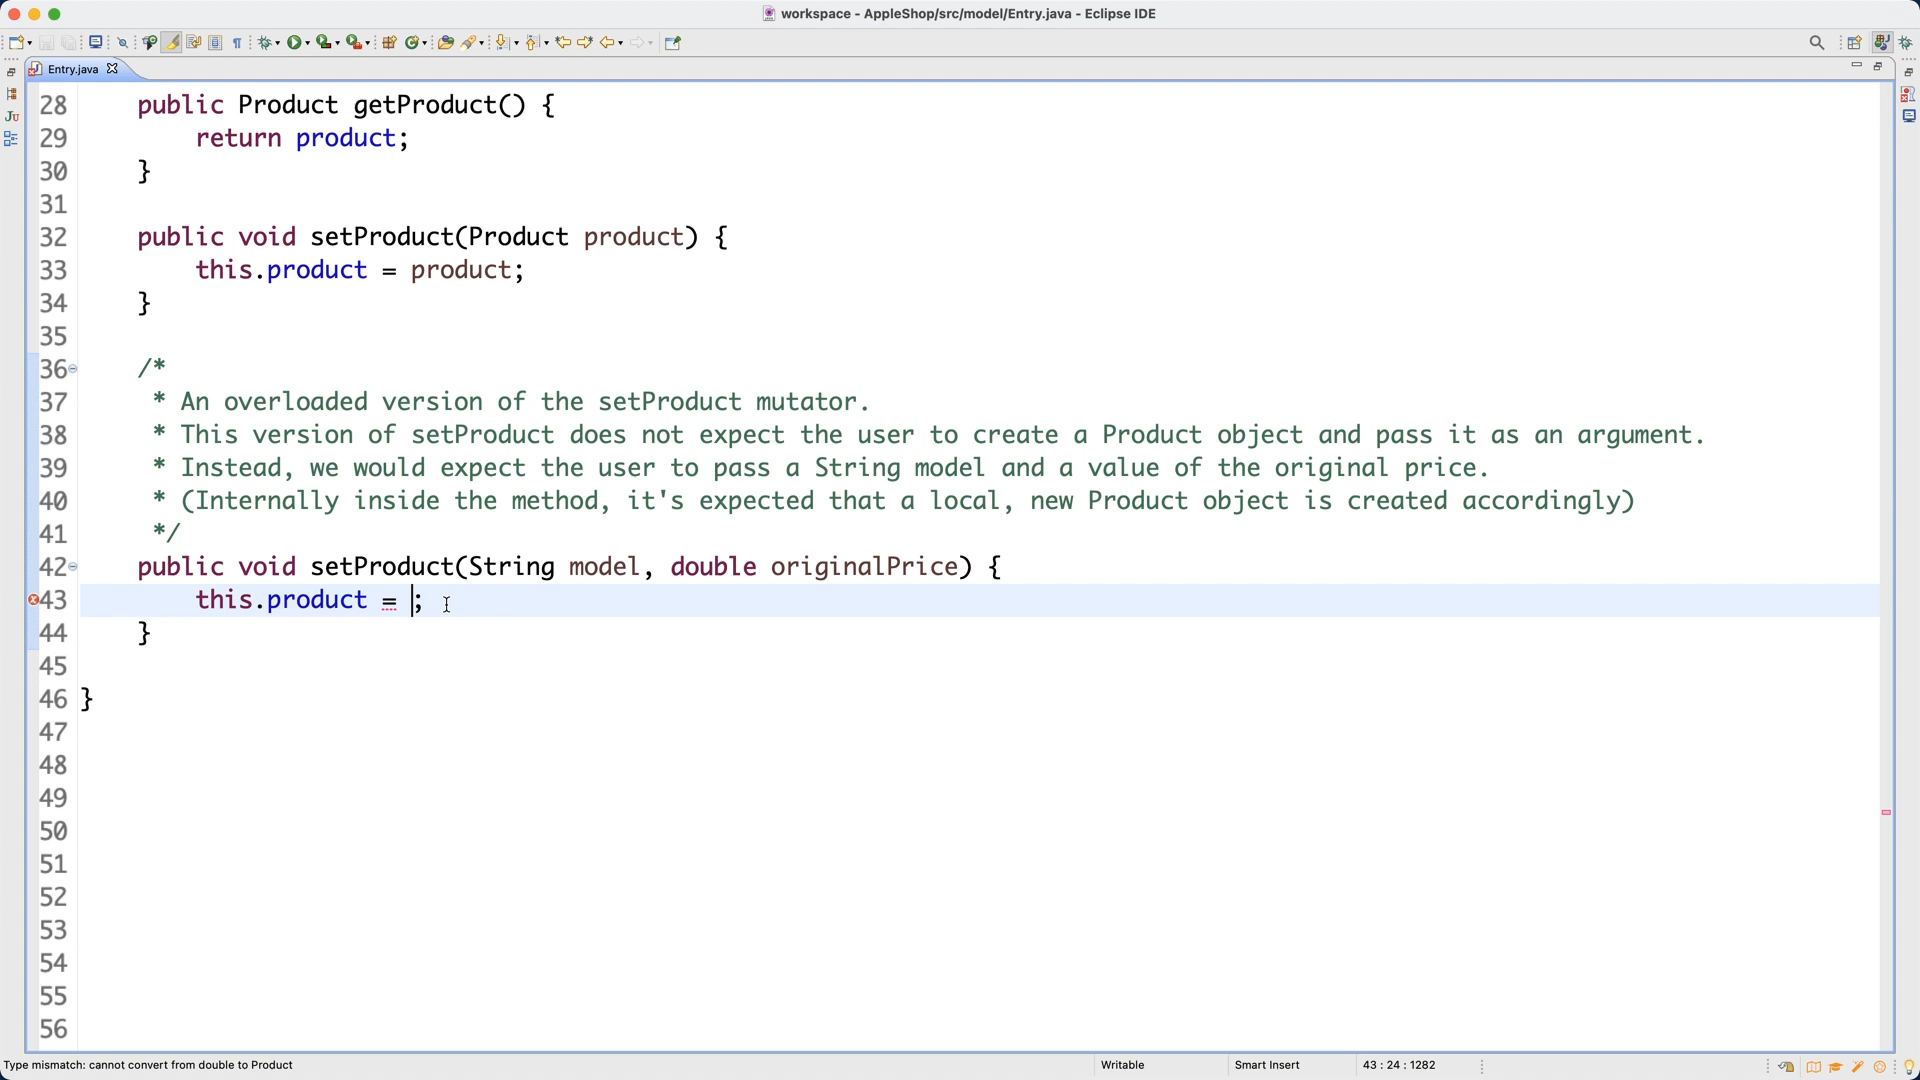 workspace - AppleShop/src/model/Entry.java - Eclipse IDE
Entry.java
28 public Product getProduct() {
29 return product;
30 }
31
32 public void setProduct(Product product) {
33 this.product = product;
34 }
35
36 /*
37 * An overloaded version of the setProduct mutator.
38 * This version of setProduct does not expect the user to create a Product object and pass it as an argument.
39 * Instead, we would expect the user to pass a String model and a value of the original price.
40 * (Internally inside the method, it's expected that a local, new Product object is created accordingly)
41 */
42 public void setProduct(String model, double originalPrice) {
43 this.product = ;
44 }
45
46 }
47
48
49
50
51
52
53
54
55
56
Type mismatch: cannot convert from double to Product
Writable
Smart Insert
43 : 24 : 1282